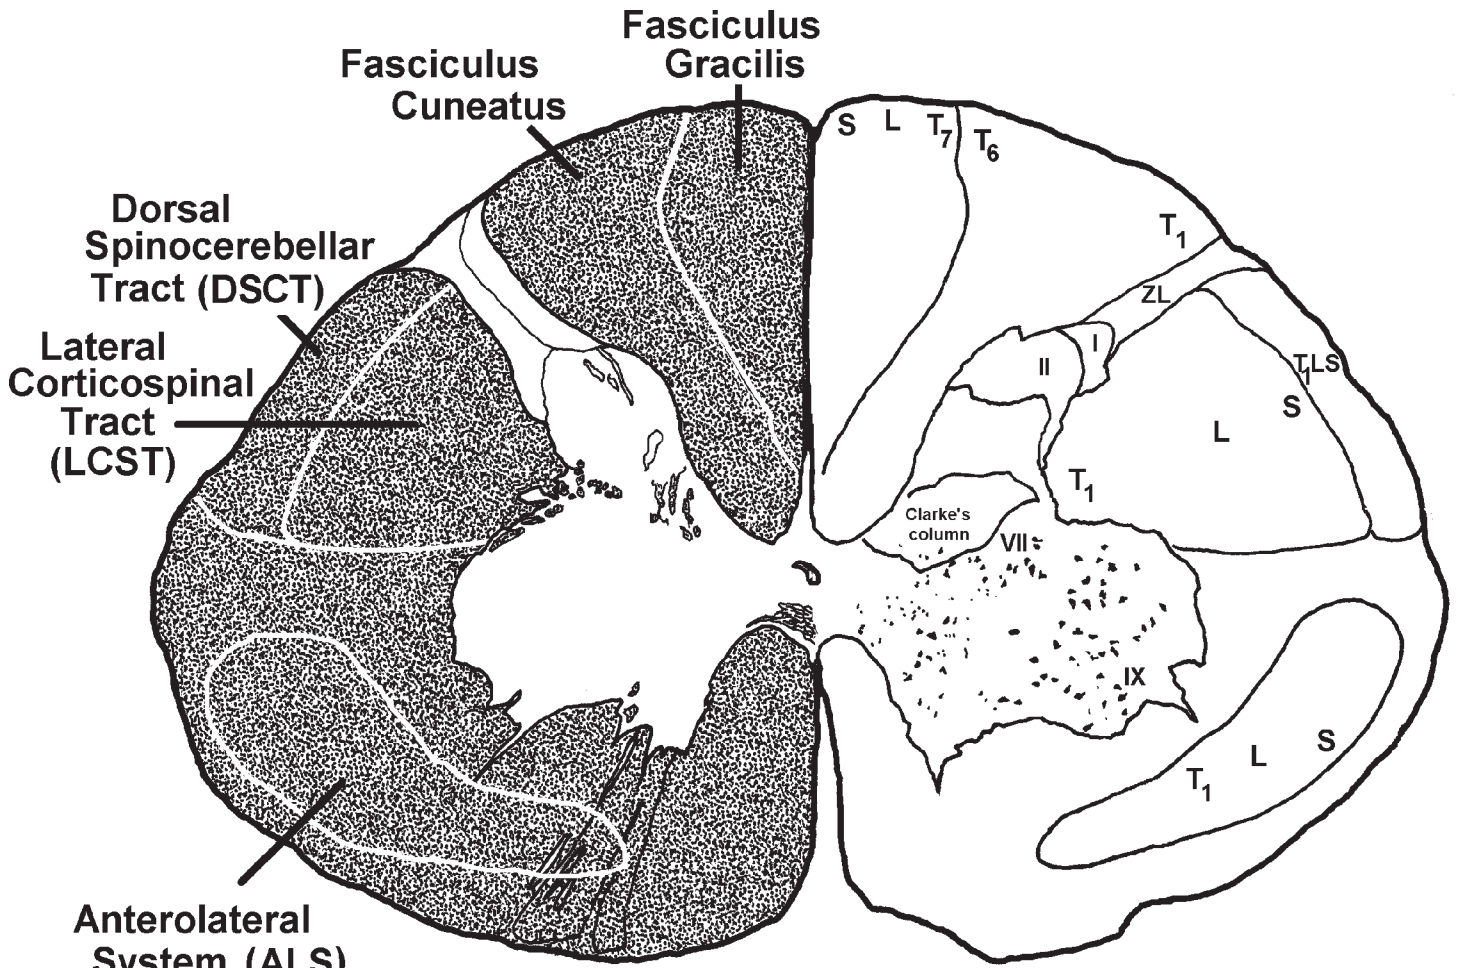 Fasciculus
Gracilis
Fasciculus
Cuneatus
Dorsal
Spinocerebellar
Tract (DSCT)
Lateral
Corticospinal
Tract
(LCST)
Anterolateral
System (ALS)
S L T7 T6
T1
ZL
I
II
T1LS
S
L
T1
Clarke's
column
VII
IX
S
L
T1